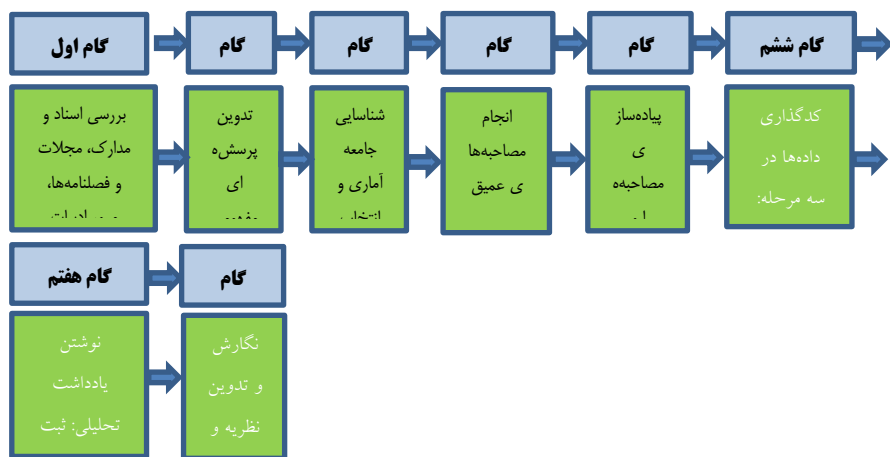 گام اول
گام
گام
گام
گام
گام ششم
بررسی اسناد و
مدارک، مجلات
و فصلنامه‌ها،
تدوین
پرسش‌ه
ای
شناسایی
جامعه
آماری و
انتخاب
انجام
مصاحبه‌ها
ی عمیق
پیاده‌ساز
ی
مصاحبه‌ه
کدگذاری
داده‌ها در
سه مرحله:
گام هفتم
گام
نوشتن
یادداشت
تحلیلی: ثبت
نگارش
و تدوین
نظریه و